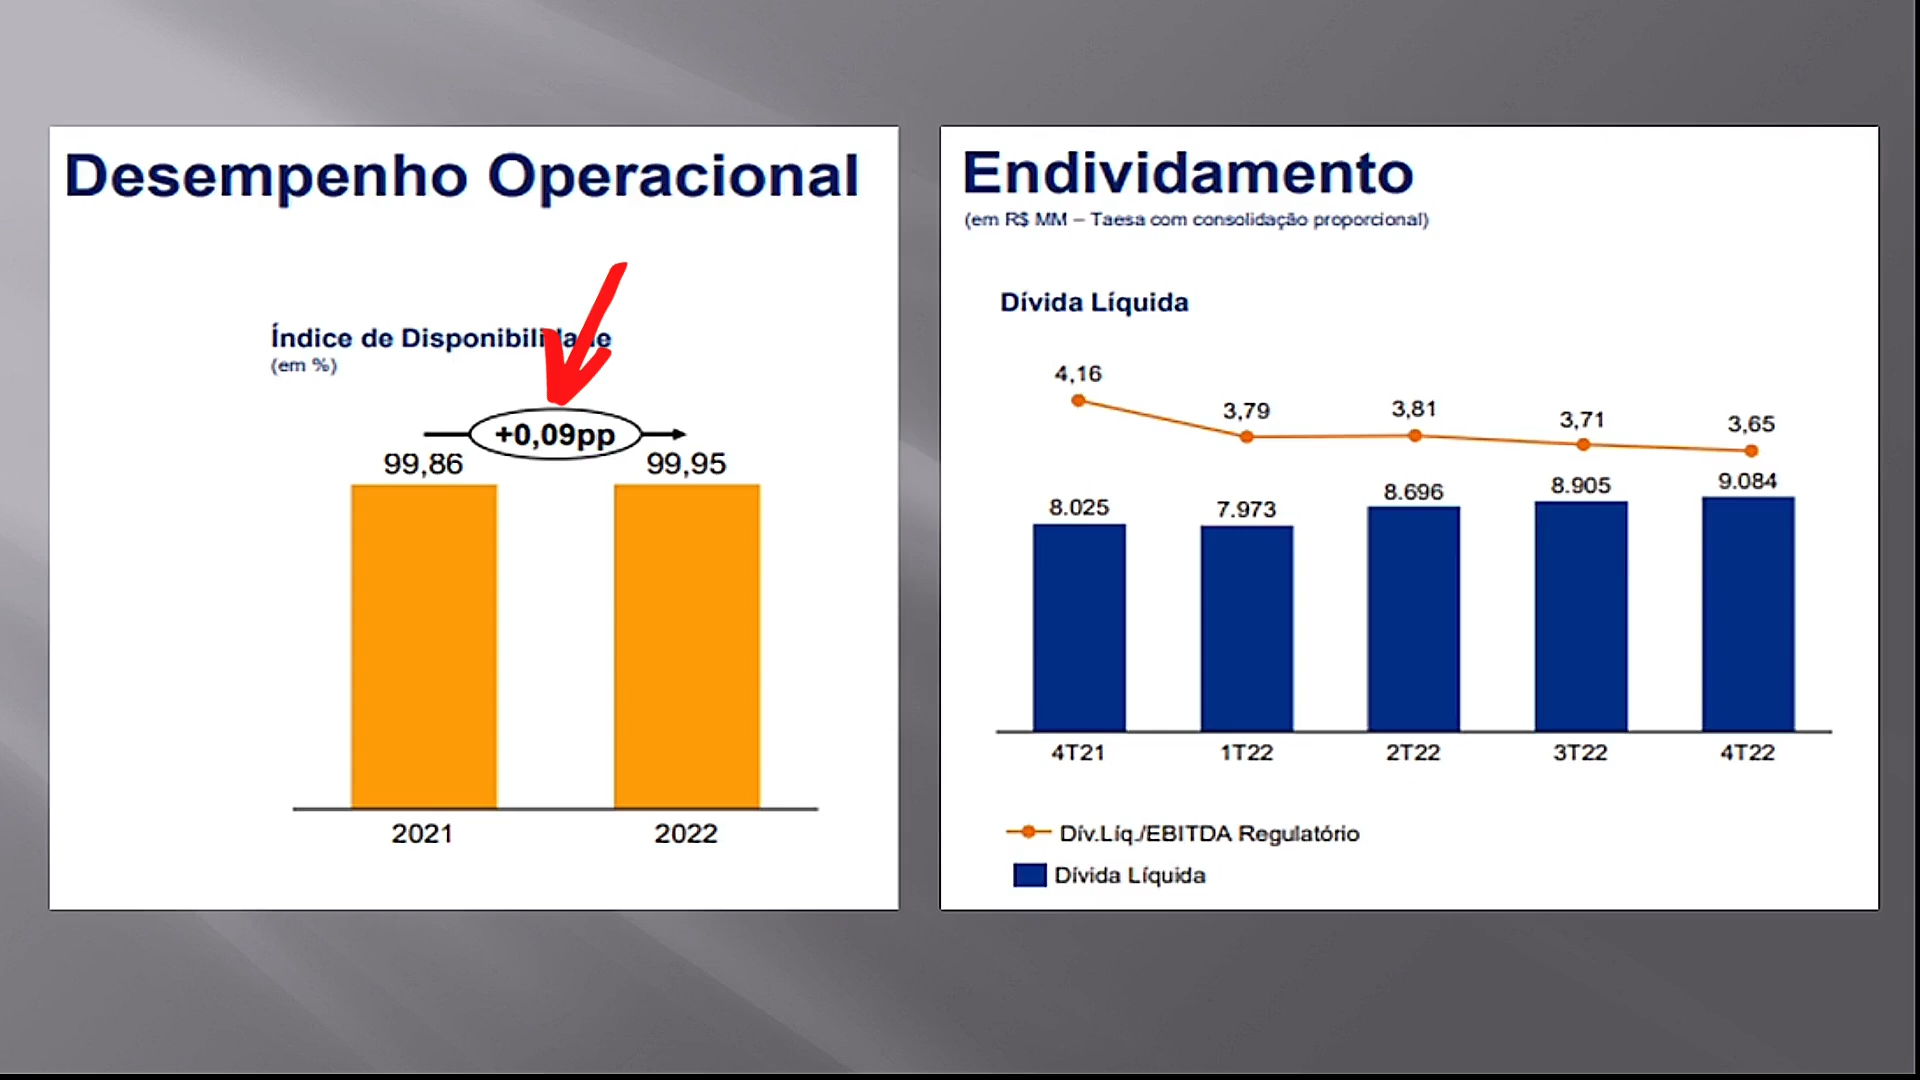 Desempenho Operacional
Índice de Disponibilidade
(em %)
+0,09pp
99,86
99,95
2021
2022
Endividamento
(em R$ MM – Taesa com consolidação proporcional)
Dívida Líquida
4,16
3,79
3,81
3,71
3,65
8.025
7.973
8.696
8.905
9.084
4T21
1T22
2T22
3T22
4T22
Dív.Líq./EBITDA Regulatório
Dívida Líquida